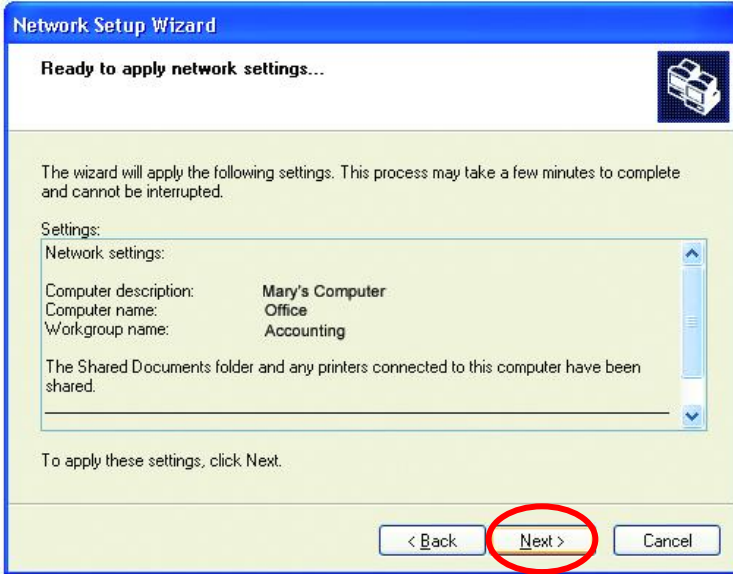 Network Setup Wizard
Ready to apply network settings...
The wizard will apply the following settings. This process may take a few minutes to complete
and cannot be interrupted.
Settings:
Network settings:
Computer description: Mary's Computer
Computer name: Office
Workgroup name: Accounting
The Shared Documents folder and any printers connected to this computer have been
shared.
To apply these settings, click Next.
< Back Next > Cancel